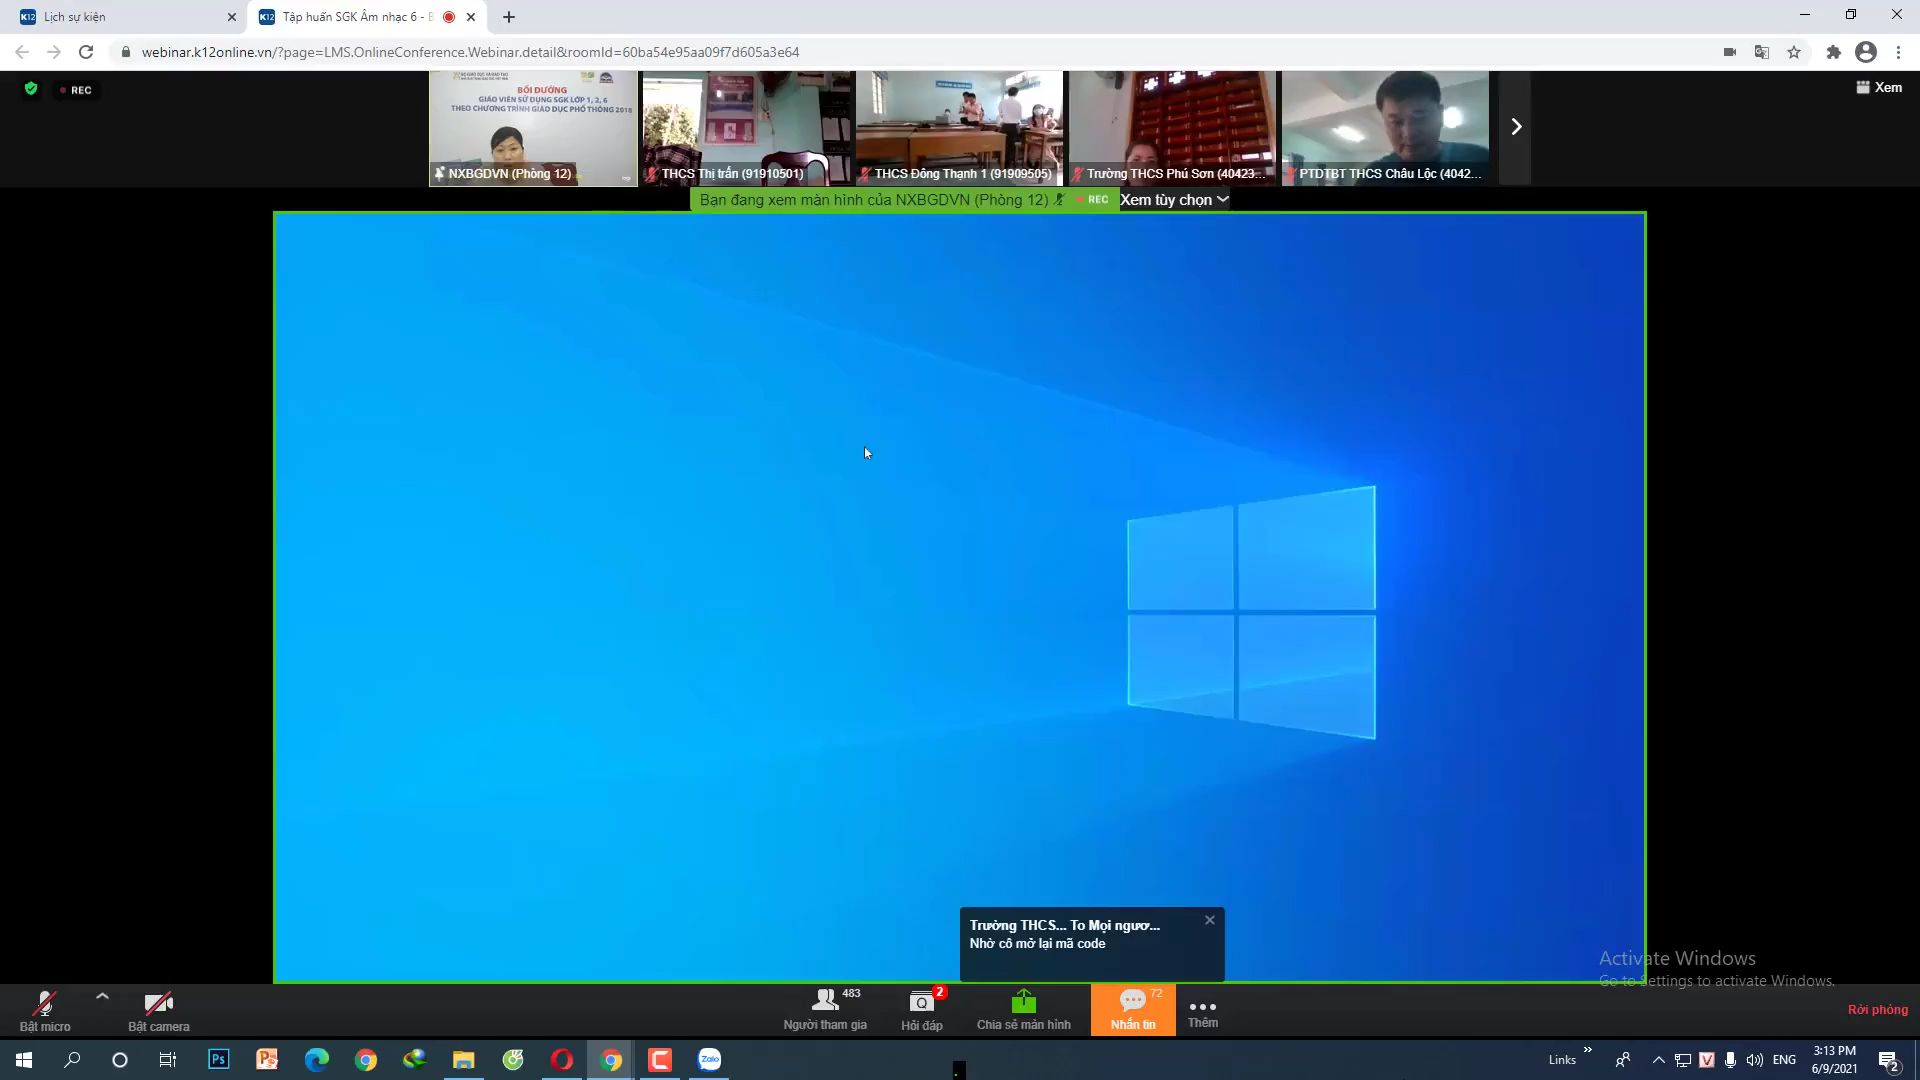 Lịch sự kiện
Tập huấn SGK Âm nhạc 6 -
webinar.k12online.vn/?page=LMS.OnlineConference.Webinar.detail&roomId=60ba54e95aa09f7d605a3e64
REC
BỒI DƯỠNG
GIÁO VIÊN SỬ DỤNG SGK LỚP 1, 2, 6
THEO CHƯƠNG TRÌNH GIÁO DỤC PHỔ THÔNG 2018
NXBGDVN (Phòng 12)
THCS Thị trấn (91910501)
THCS Đông Thạnh 1 (91909505)
Trường THCS Phú Sơn (40423...
PTDTBT THCS Châu Lộc (4042...
Xem
Bạn đang xem màn hình của NXBGDVN (Phòng 12)
REC
Xem tùy chọn
Trường THCS... To Mọi ngươ...
Nhờ cô mở lại mã code
Activate Windows
Go to Settings to activate Windows.
Bật micro
Bật camera
483
Người tham gia
2
Hỏi đáp
Chia sẻ màn hình
72
Nhắn tin
Thêm
Rời phòng
Links
ENG
3:13 PM
6/9/2021
2